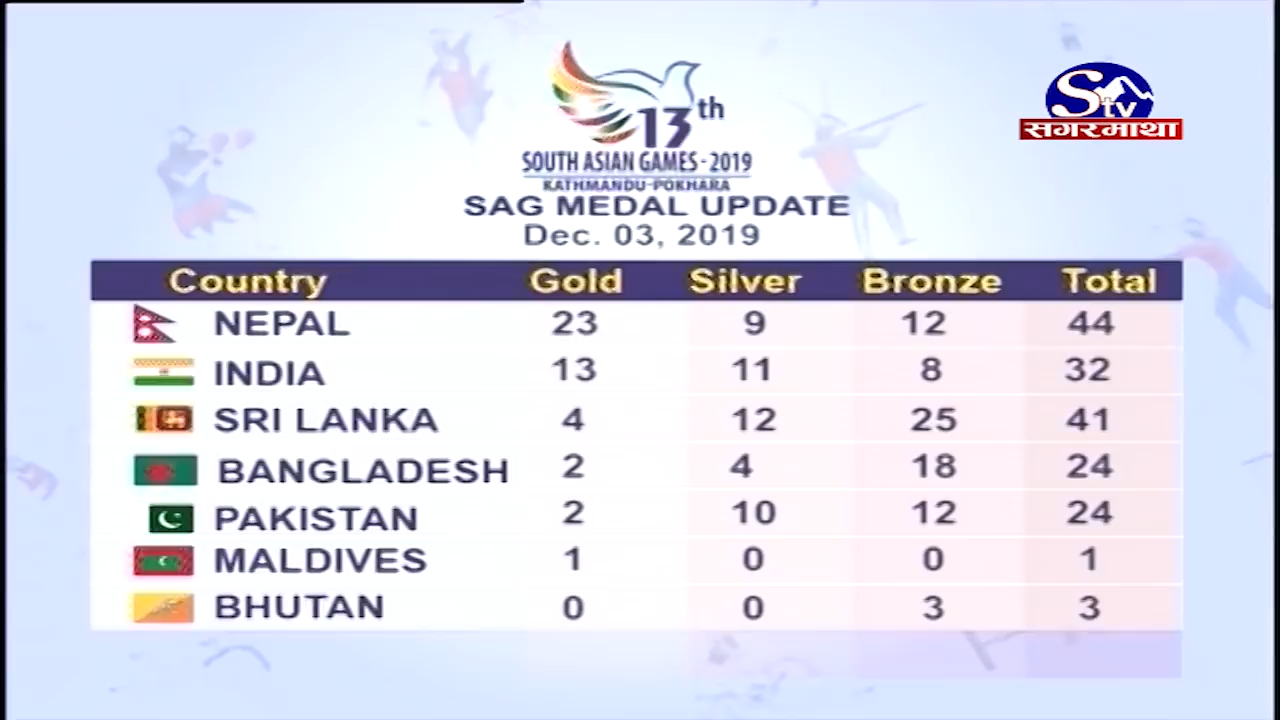 13th
SOUTH ASIAN GAMES - 2019
KATHMANDU-POKHARA
SAG MEDAL UPDATE
Dec. 03, 2019
Stv
सगरमाथा
Country Gold Silver Bronze Total
NEPAL 23 9 12 44
INDIA 13 11 8 32
SRI LANKA 4 12 25 41
BANGLADESH 2 4 18 24
PAKISTAN 2 10 12 24
MALDIVES 1 0 0 1
BHUTAN 0 0 3 3